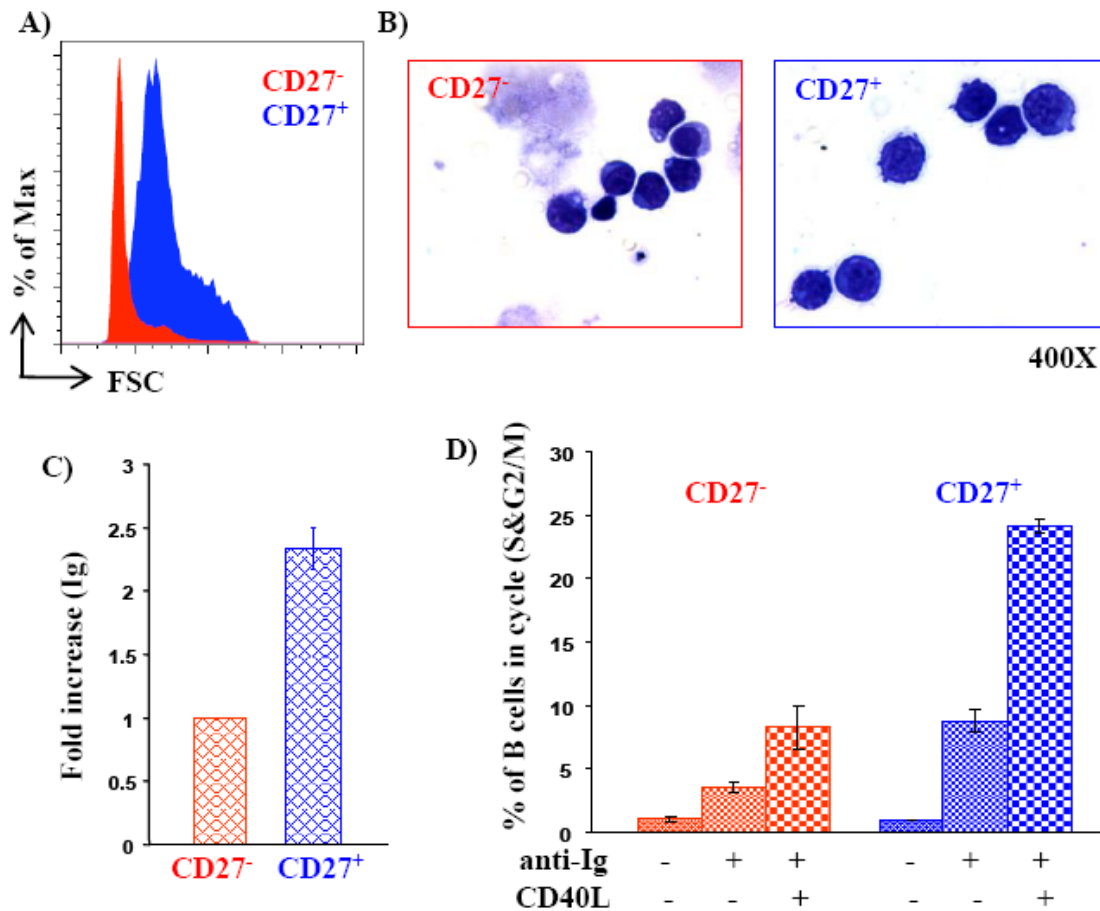 A)
CD27-
CD27+
% of Max
FSC
B)
CD27-
CD27+
400X
C)
Fold increase (Ig)
3
2.5
2
1.5
1
0.5
0
CD27- CD27+
D)
% of B cells in cycle (S&G2/M)
30
25
20
15
10
5
0
CD27- CD27+
anti-Ig - + + - + +
CD40L - - + - - +